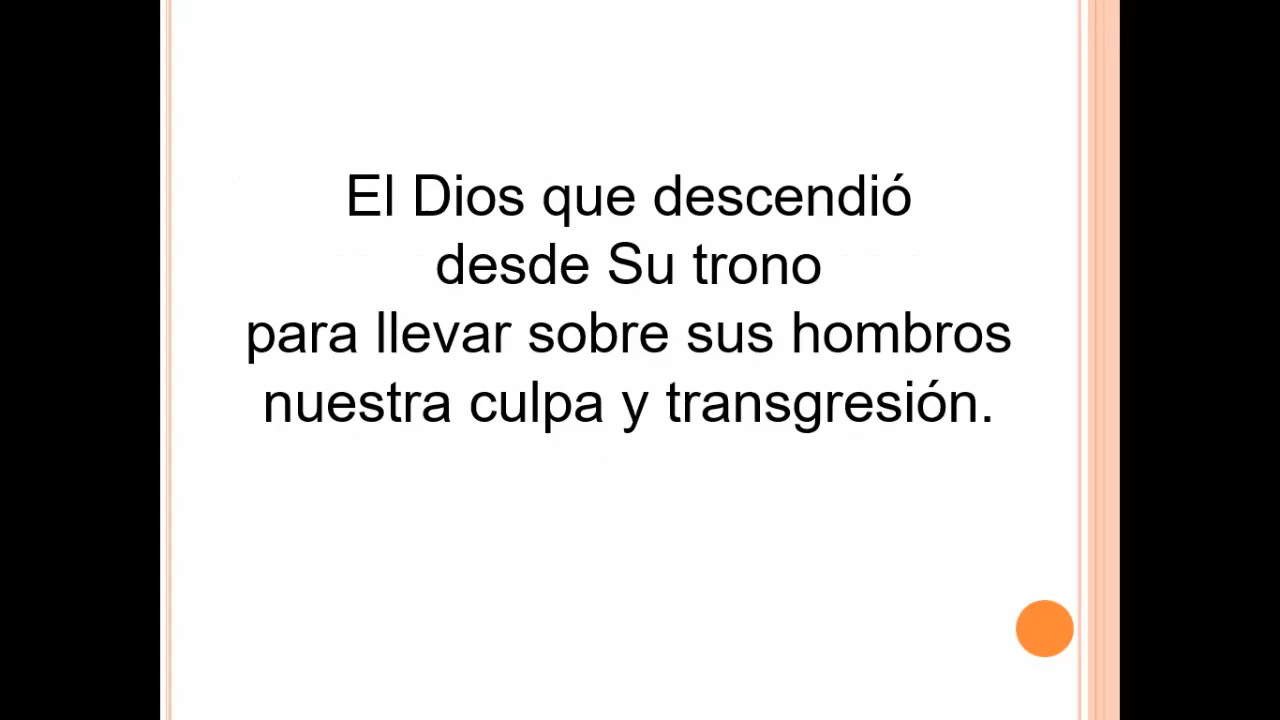 El Dios que descendió
desde Su trono
para llevar sobre sus hombros
nuestra culpa y transgresión.